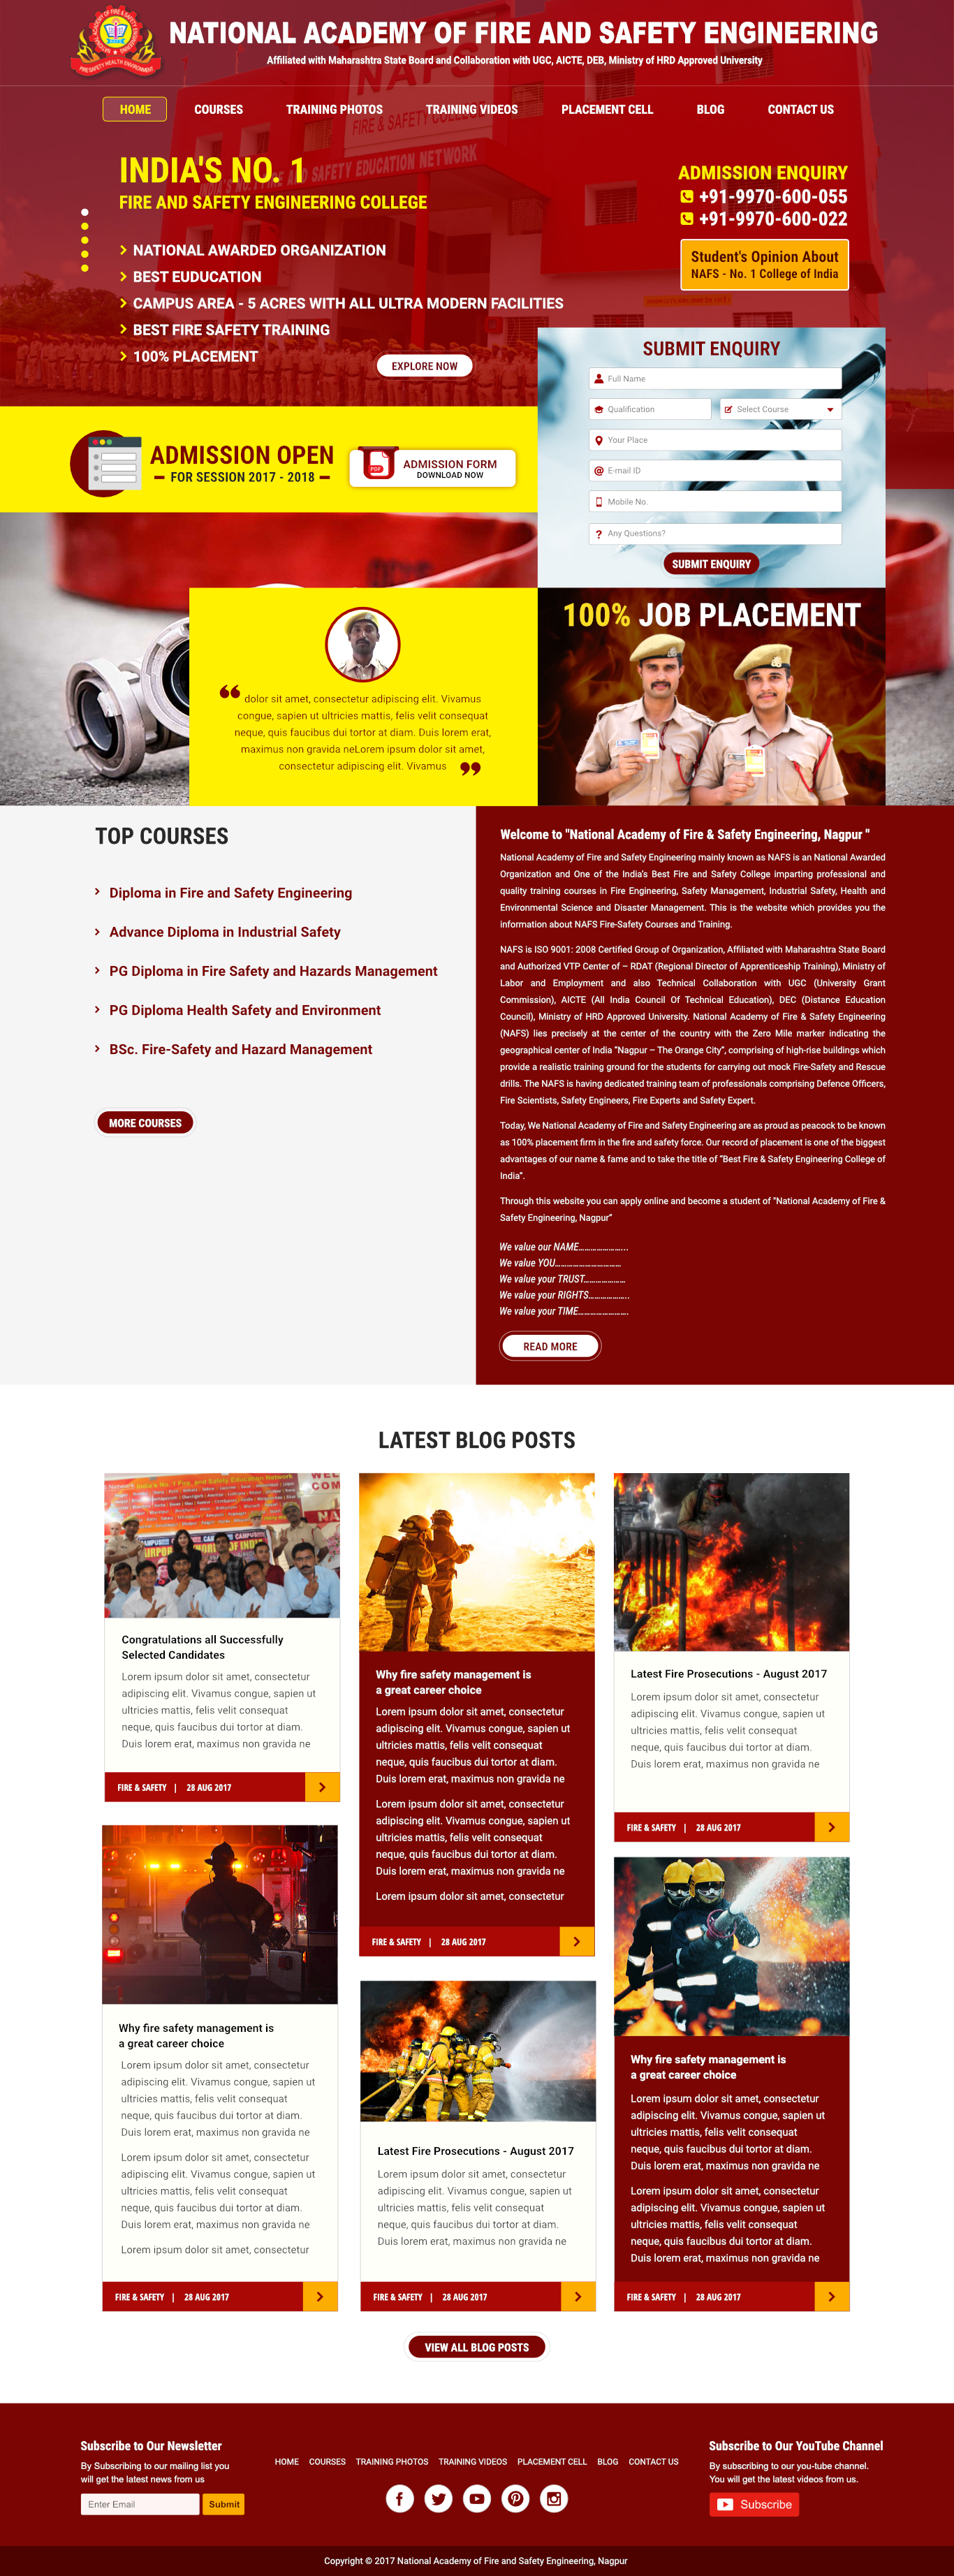 NATIONAL ACADEMY OF FIRE AND SAFETY ENGINEERING
Affiliated with Maharashtra State Board and Collaboration with UGC, AICTE, DEB, Ministry of HRD Approved University
HOME
COURSES
TRAINING PHOTOS
TRAINING VIDEOS
PLACEMENT CELL
BLOG
CONTACT US
INDIA'S NO. 1
FIRE AND SAFETY ENGINEERING COLLEGE
NATIONAL AWARDED ORGANIZATION
BEST EUDUCATION
CAMPUS AREA - 5 ACRES WITH ALL ULTRA MODERN FACILITIES
BEST FIRE SAFETY TRAINING
100% PLACEMENT
EXPLORE NOW
ADMISSION ENQUIRY
+91-9970-600-055
+91-9970-600-022
Student's Opinion About
NAFS - No. 1 College of India
SUBMIT ENQUIRY
Full Name
Qualification
Select Course
Your Place
E-mail ID
Mobile No.
Any Questions?
SUBMIT ENQUIRY
ADMISSION OPEN
FOR SESSION 2017 - 2018
PDF
ADMISSION FORM
DOWNLOAD NOW
dolor sit amet, consectetur adipiscing elit. Vivamus
congue, sapien ut ultricies mattis, felis velit consequat
neque, quis faucibus dui tortor at diam. Duis lorem erat,
maximus non gravida neLorem ipsum dolor sit amet,
consectetur adipiscing elit. Vivamus
100% JOB PLACEMENT
TOP COURSES
Diploma in Fire and Safety Engineering
Advance Diploma in Industrial Safety
PG Diploma in Fire Safety and Hazards Management
PG Diploma Health Safety and Environment
BSc. Fire-Safety and Hazard Management
MORE COURSES
Welcome to "National Academy of Fire & Safety Engineering, Nagpur "
National Academy of Fire and Safety Engineering mainly known as NAFS is an National Awarded
Organization and One of the India's Best Fire and Safety College imparting professional and
quality training courses in Fire Engineering, Safety Management, Industrial Safety, Health and
Environmental Science and Disaster Management. This is the website which provides you the
information about NAFS Fire-Safety Courses and Training.
NAFS is ISO 9001: 2008 Certified Group of Organization, Affiliated with Maharashtra State Board
and Authorized VTP Center of – RDAT (Regional Director of Apprenticeship Training), Ministry of
Labor and Employment and also Technical Collaboration with UGC (University Grant
Commission), AICTE (All India Council Of Technical Education), DEC (Distance Education
Council), Ministry of HRD Approved University. National Academy of Fire & Safety Engineering
(NAFS) lies precisely at the center of the country with the Zero Mile marker indicating the
geographical center of India "Nagpur – The Orange City", comprising of high-rise buildings which
provide a realistic training ground for the students for carrying out mock Fire-Safety and Rescue
drills. The NAFS is having dedicated training team of professionals comprising Defence Officers,
Fire Scientists, Safety Engineers, Fire Experts and Safety Expert.
Today, We National Academy of Fire and Safety Engineering are as proud as peacock to be known
as 100% placement firm in the fire and safety force. Our record of placement is one of the biggest
advantages of our name & fame and to take the title of "Best Fire & Safety Engineering College of
India".
Through this website you can apply online and become a student of "National Academy of Fire &
Safety Engineering, Nagpur"
We value our NAME.......................
We value YOU..............................
We value your TRUST...................
We value your RIGHTS...................
We value your TIME.......................
READ MORE
LATEST BLOG POSTS
Congratulations all Successfully
Selected Candidates
Lorem ipsum dolor sit amet, consectetur
adipiscing elit. Vivamus congue, sapien ut
ultricies mattis, felis velit consequat
neque, quis faucibus dui tortor at diam.
Duis lorem erat, maximus non gravida ne
FIRE & SAFETY | 28 AUG 2017
Why fire safety management is
a great career choice
Lorem ipsum dolor sit amet, consectetur
adipiscing elit. Vivamus congue, sapien ut
ultricies mattis, felis velit consequat
neque, quis faucibus dui tortor at diam.
Duis lorem erat, maximus non gravida ne
Lorem ipsum dolor sit amet, consectetur
adipiscing elit. Vivamus congue, sapien ut
ultricies mattis, felis velit consequat
neque, quis faucibus dui tortor at diam.
Duis lorem erat, maximus non gravida ne
Lorem ipsum dolor sit amet, consectetur
FIRE & SAFETY | 28 AUG 2017
Latest Fire Prosecutions - August 2017
Lorem ipsum dolor sit amet, consectetur
adipiscing elit. Vivamus congue, sapien ut
ultricies mattis, felis velit consequat
neque, quis faucibus dui tortor at diam.
Duis lorem erat, maximus non gravida ne
FIRE & SAFETY | 28 AUG 2017
Why fire safety management is
a great career choice
Lorem ipsum dolor sit amet, consectetur
adipiscing elit. Vivamus congue, sapien ut
ultricies mattis, felis velit consequat
neque, quis faucibus dui tortor at diam.
Duis lorem erat, maximus non gravida ne
Lorem ipsum dolor sit amet, consectetur
adipiscing elit. Vivamus congue, sapien ut
ultricies mattis, felis velit consequat
neque, quis faucibus dui tortor at diam.
Duis lorem erat, maximus non gravida ne
Lorem ipsum dolor sit amet, consectetur
FIRE & SAFETY | 28 AUG 2017
Latest Fire Prosecutions - August 2017
Lorem ipsum dolor sit amet, consectetur
adipiscing elit. Vivamus congue, sapien ut
ultricies mattis, felis velit consequat
neque, quis faucibus dui tortor at diam.
Duis lorem erat, maximus non gravida ne
FIRE & SAFETY | 28 AUG 2017
Why fire safety management is
a great career choice
Lorem ipsum dolor sit amet, consectetur
adipiscing elit. Vivamus congue, sapien ut
ultricies mattis, felis velit consequat
neque, quis faucibus dui tortor at diam.
Duis lorem erat, maximus non gravida ne
Lorem ipsum dolor sit amet, consectetur
adipiscing elit. Vivamus congue, sapien ut
ultricies mattis, felis velit consequat
neque, quis faucibus dui tortor at diam.
Duis lorem erat, maximus non gravida ne
FIRE & SAFETY | 28 AUG 2017
VIEW ALL BLOG POSTS
Subscribe to Our Newsletter
By Subscribing to our mailing list you
will get the latest news from us
Enter Email
Submit
HOME COURSES TRAINING PHOTOS TRAINING VIDEOS PLACEMENT CELL BLOG CONTACT US
Subscribe to Our YouTube Channel
By subscribing to our you-tube channel.
You will get the latest videos from us.
Subscribe
Copyright © 2017 National Academy of Fire and Safety Engineering, Nagpur